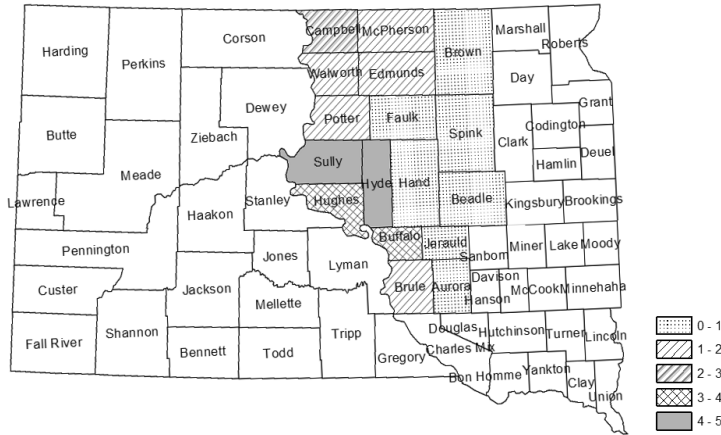 Harding
Perkins
Corson
Campbell
McPherson
Brown
Marshall
Roberts
Walworth
Edmunds
Day
Dewey
Potter
Faulk
Grant
Butte
Ziebach
Spink
Clark
Codington
Deuel
Meade
Sully
Hyde
Hand
Hamlin
Lawrence
Haakon
Stanley
Hughes
Beadle
Kingsbury
Brookings
Pennington
Jones
Lyman
Buffalo
Jerauld
Sanborn
Miner
Lake
Moody
Custer
Jackson
Mellette
Brule
Aurora
Davison
Hanson
McCook
Minnehaha
Fall River
Shannon
Bennett
Todd
Tripp
Gregory
Douglas
Charles Mix
Hutchinson
Turner
Lincoln
Bon Homme
Yankton
Clay
Union
0 - 1
1 - 2
2 - 3
3 - 4
4 - 5